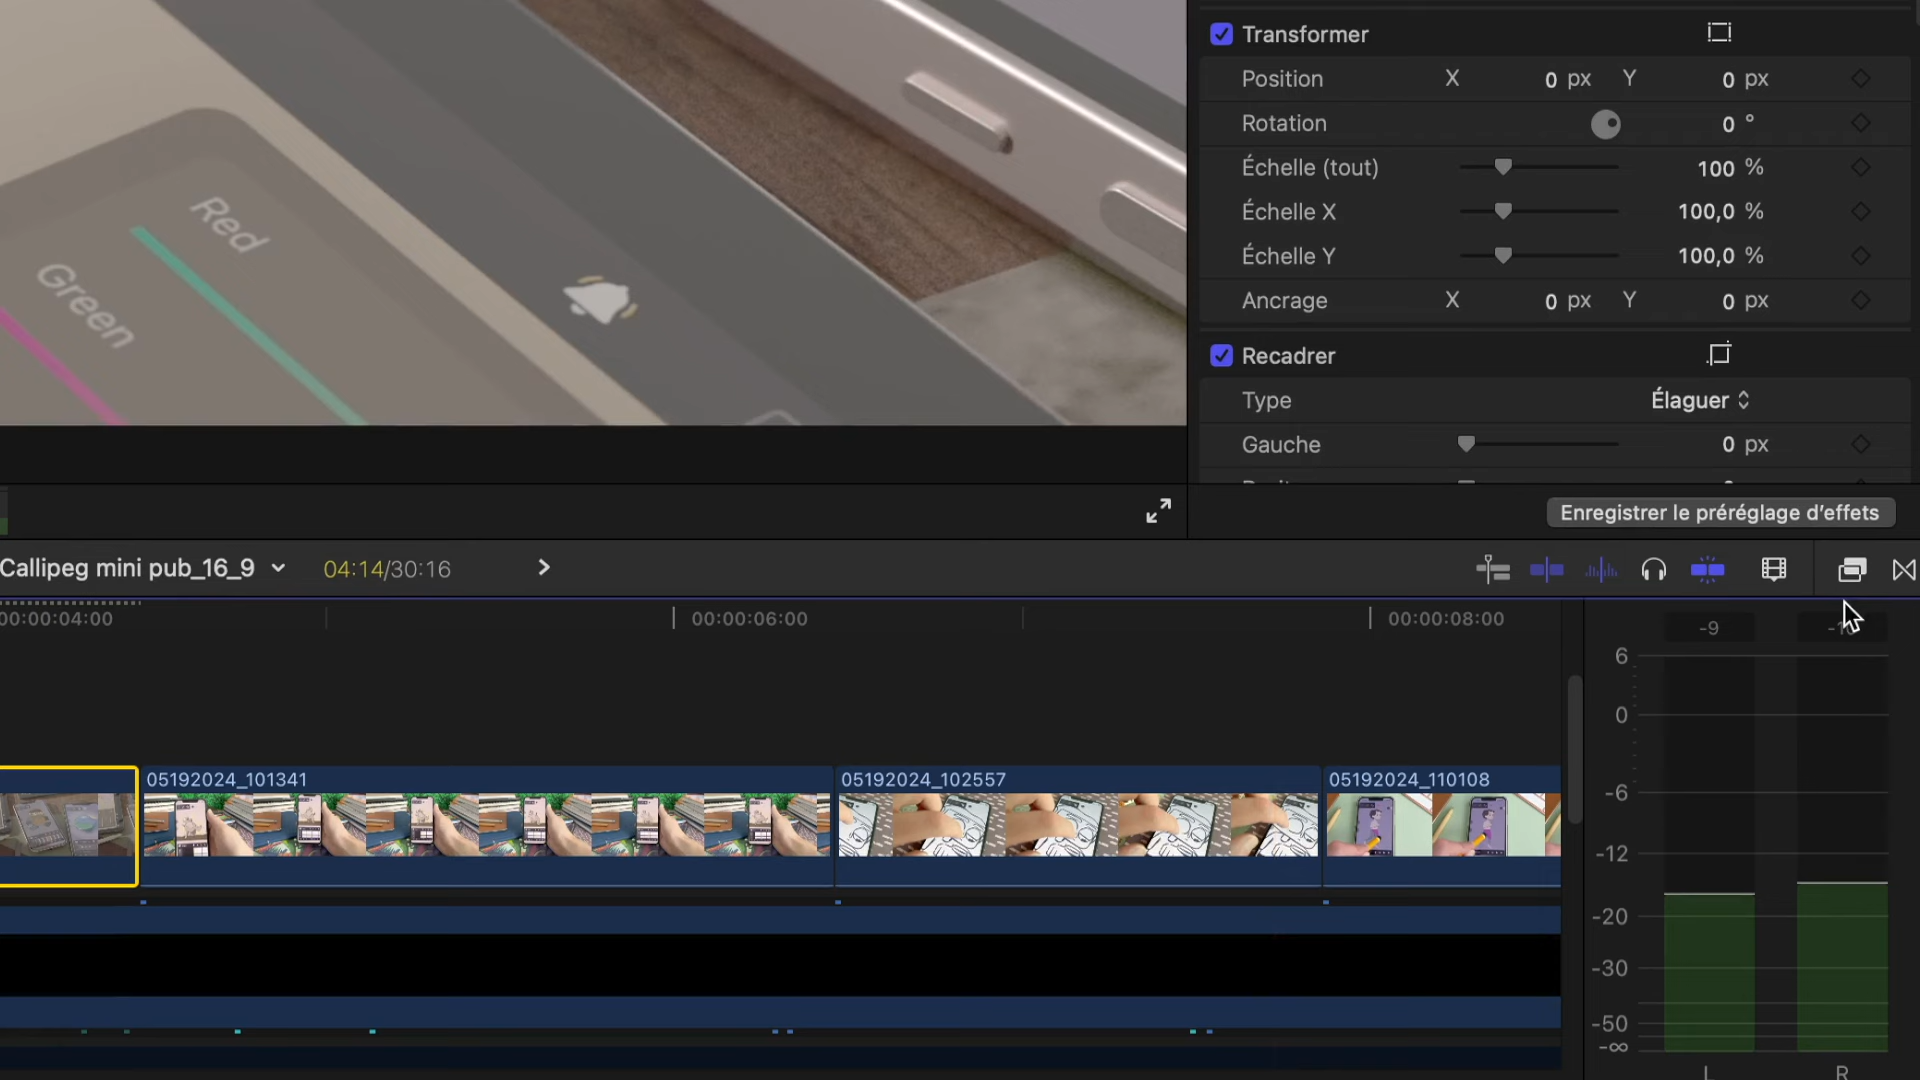 Red
Green
Transformer
Position X 0 px Y 0 px
Rotation 0 °
Échelle (tout) 100 %
Échelle X 100,0 %
Échelle Y 100,0 %
Ancrage X 0 px Y 0 px
Recadrer
Type Élaguer
Gauche 0 px
Enregistrer le préréglage d’effets
Callipeg mini pub_16_9 04:14/30:16
00:00:04:00 00:00:06:00 00:00:08:00
-9
6
0
-6
-12
-20
-30
-50
-∞
L R
05192024_101341 05192024_102557 05192024_110108